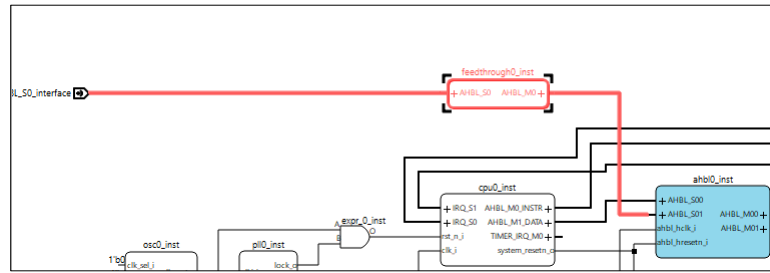 feedthrough0_inst
3L_S0_interface
+ AHBL_S0 AHBL_M0 +
cpu0_inst
ahbl0_inst
+ IRQ_S1 AHBL_M0_INSTR +
+ IRQ_S0 AHBL_M1_DATA +
rst_n_i TIMER_IRQ_M0 +
clk_i system_resetn_o
+ AHBL_S00
+ AHBL_S01 AHBL_M00 +
ahbl_hclk_i AHBL_M01 +
ahbl_hresetn_i
expr_0_inst
A O
B
osc0_inst
pll0_inst
1'b0
clk_sel_i
lock_o